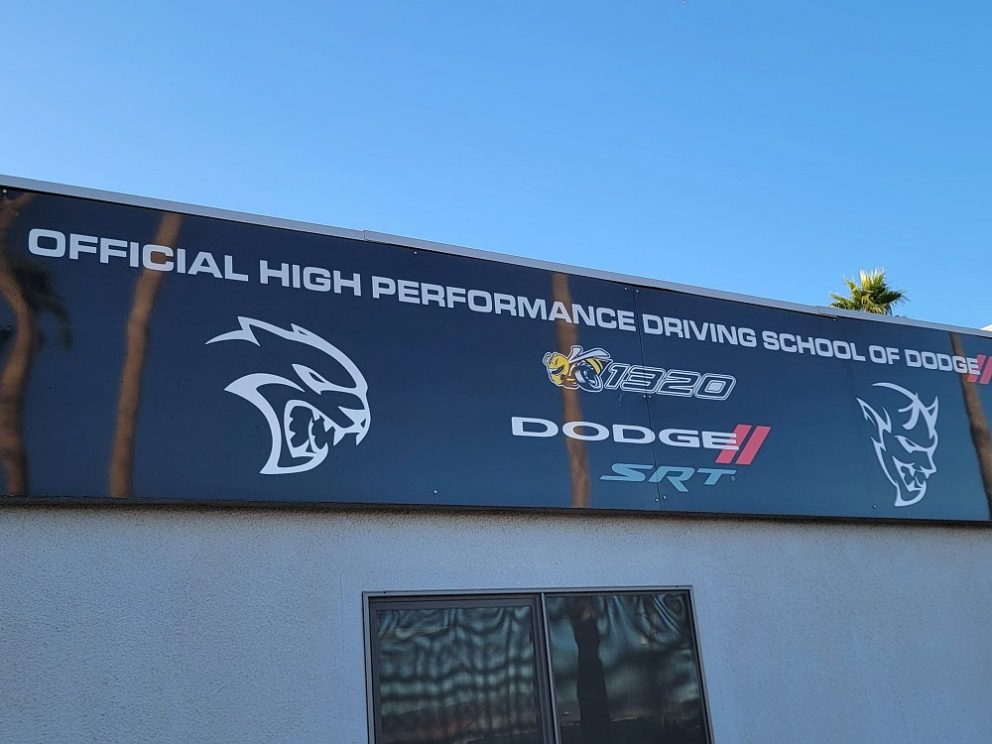 OFFICIAL HIGH PERFORMANCE DRIVING SCHOOL OF DODGE
1320
DODGE
SRT